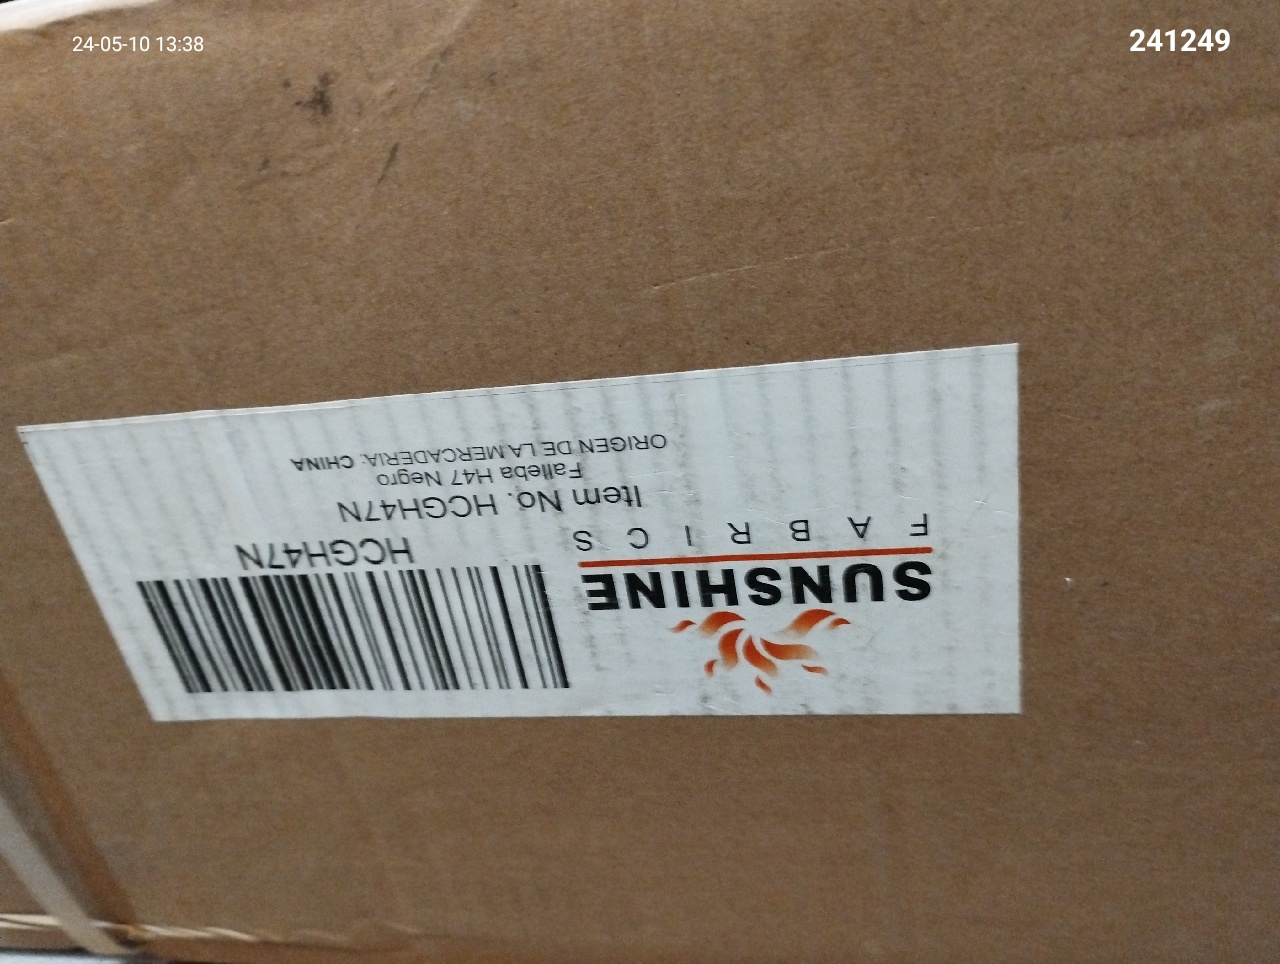 24-05-10 13:38
241249
SUNSHINE
FABRICS
HCGH47N
Item No. HCGH47N
Falleba H47 Negro
ORIGEN DE LA MERCADERIA: CHINA